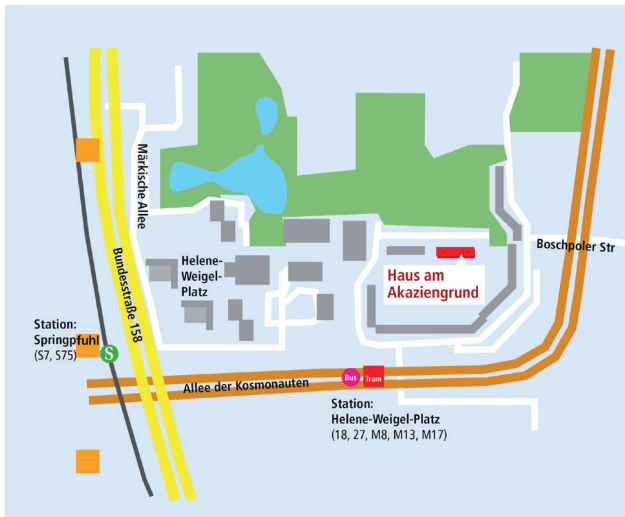 Märkische Allee
Bundesstraße 158
Helene-
Weigel-
Platz
Boschpoler Str
Haus am
Akaziengrund
Station:
Springpfuhl
(S7, S75)
S
Allee der Kosmonauten
Bus
Tram
Station:
Helene-Weigel-Platz
(18, 27, M8, M13, M17)